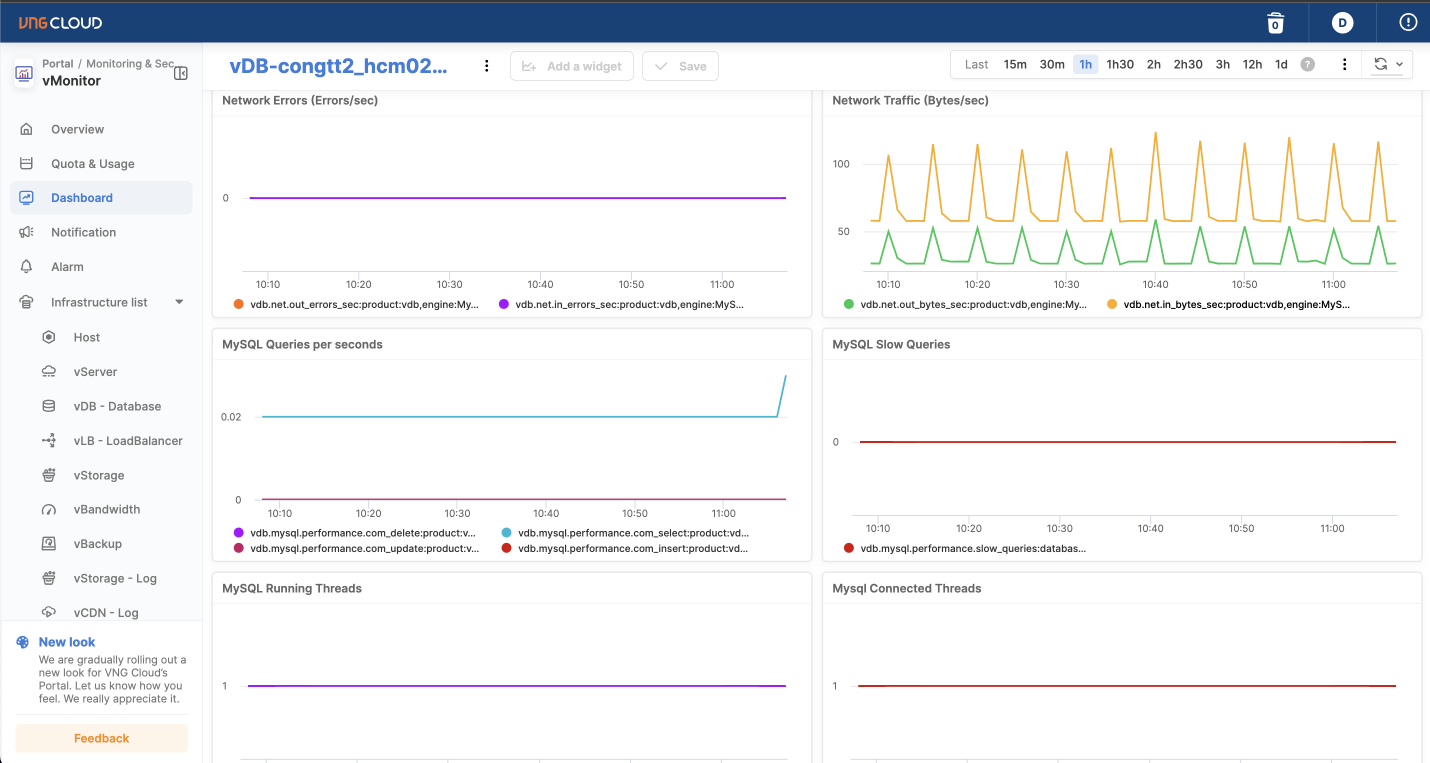 VNG CLOUD
0
D
Portal / Monitoring & Sec
vMonitor
Overview
Quota & Usage
Dashboard
Notification
Alarm
Infrastructure list
Host
vServer
vDB - Database
vLB - LoadBalancer
vStorage
vBandwidth
vBackup
vStorage - Log
vCDN - Log
New look
We are gradually rolling out a
new look for VNG Cloud's
Portal. Let us know how you
feel. We really appreciate it.
Feedback
vDB-congtt2_hcm02...
Add a widget
Save
Last 15m 30m 1h 1h30 2h 2h30 3h 12h 1d ?
Network Errors (Errors/sec)
0
10:10 10:20 10:30 10:40 10:50 11:00
vdb.net.out_errors_sec:product:vdb,engine:My... vdb.net.in_errors_sec:product:vdb,engine:MyS...
Network Traffic (Bytes/sec)
100
50
10:10 10:20 10:30 10:40 10:50 11:00
vdb.net.out_bytes_sec:product:vdb,engine:My... vdb.net.in_bytes_sec:product:vdb,engine:MyS...
MySQL Queries per seconds
0.02
0
10:10 10:20 10:30 10:40 10:50 11:00
vdb.mysql.performance.com_delete:product:v... vdb.mysql.performance.com_select:product:vd...
vdb.mysql.performance.com_update:product:v... vdb.mysql.performance.com_insert:product:vd...
MySQL Slow Queries
0
10:10 10:20 10:30 10:40 10:50 11:00
vdb.mysql.performance.slow_queries:databas...
MySQL Running Threads
1
Mysql Connected Threads
1